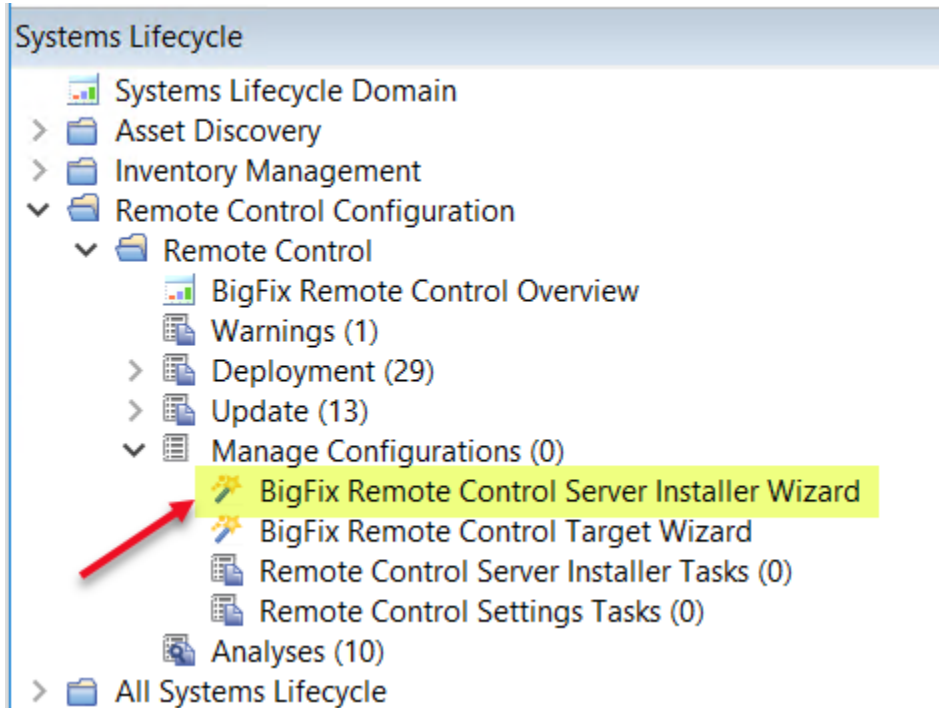 Systems Lifecycle
Systems Lifecycle Domain
Asset Discovery
Inventory Management
Remote Control Configuration
Remote Control
BigFix Remote Control Overview
Warnings (1)
Deployment (29)
Update (13)
Manage Configurations (0)
BigFix Remote Control Server Installer Wizard
BigFix Remote Control Target Wizard
Remote Control Server Installer Tasks (0)
Remote Control Settings Tasks (0)
Analyses (10)
All Systems Lifecycle